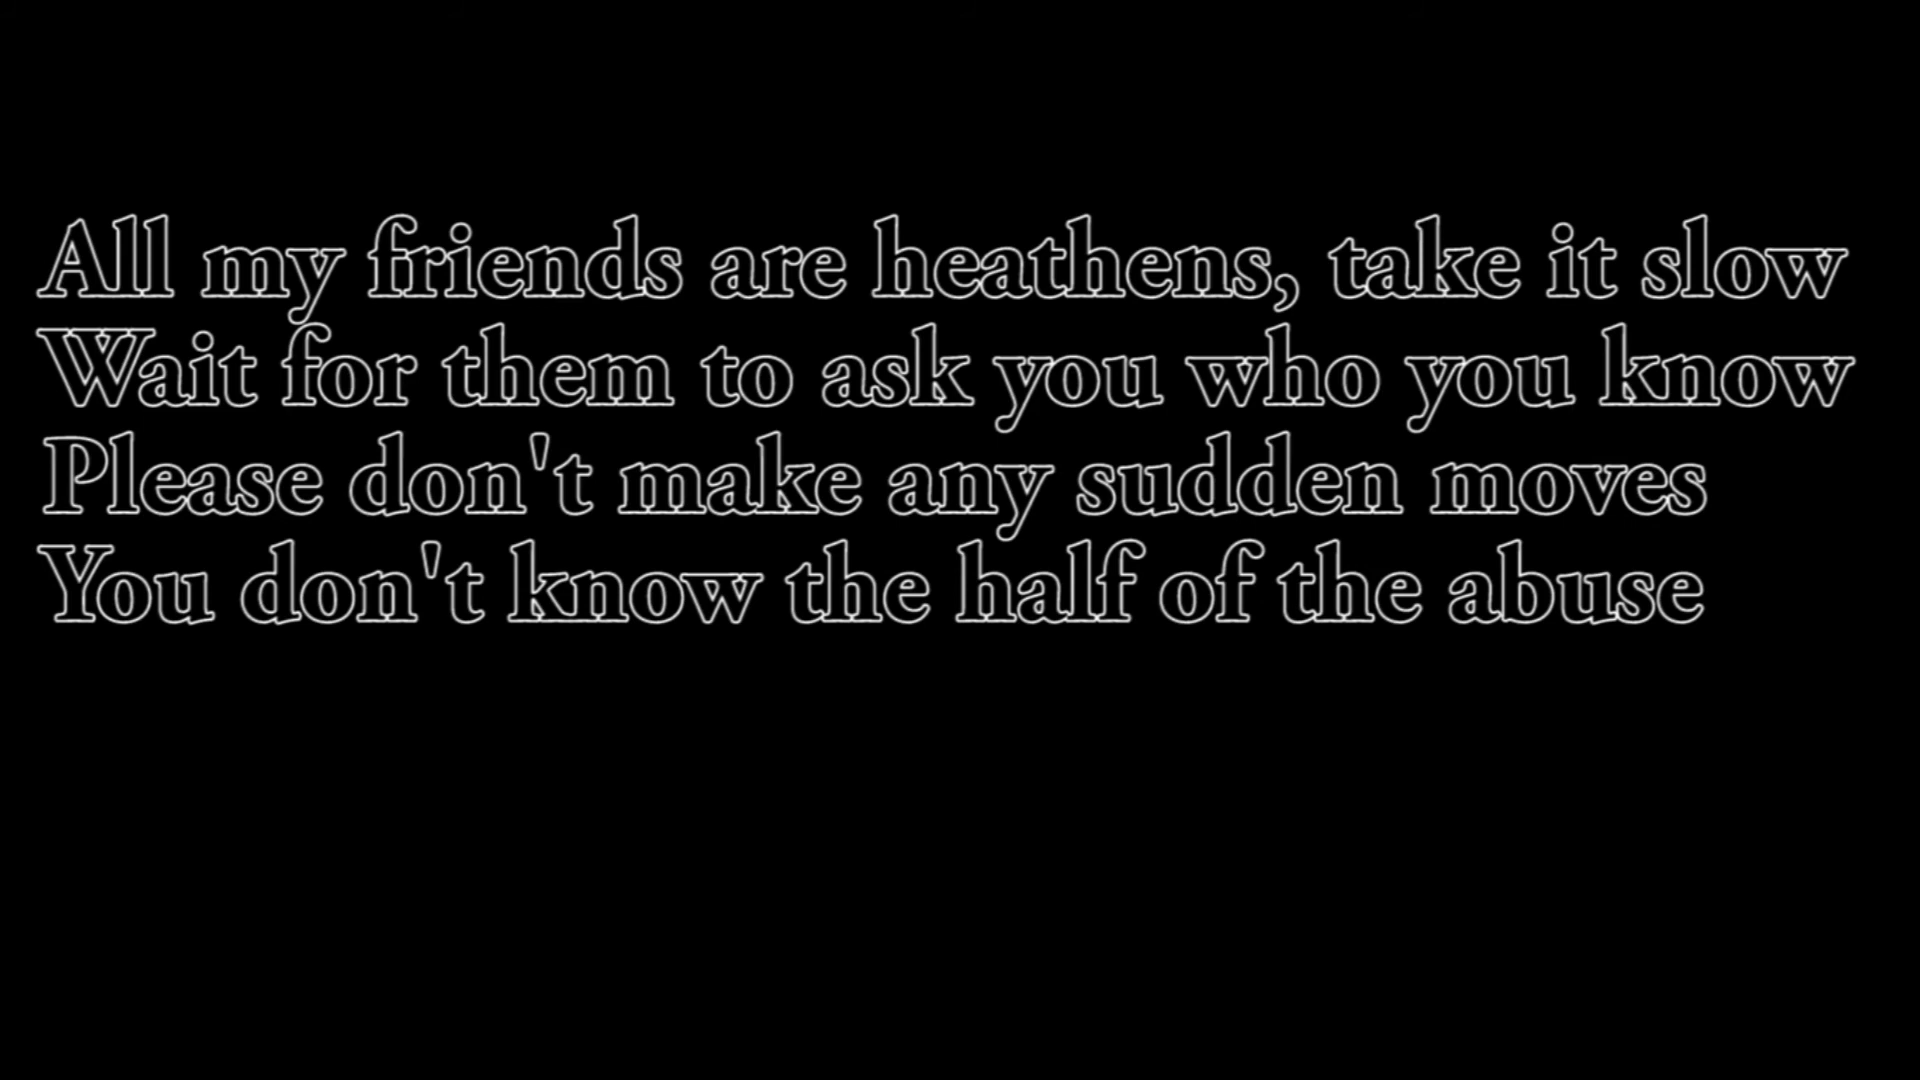 All my friends are heathens, take it slow
Wait for them to ask you who you know
Please don't make any sudden moves
You don't know the half of the abuse